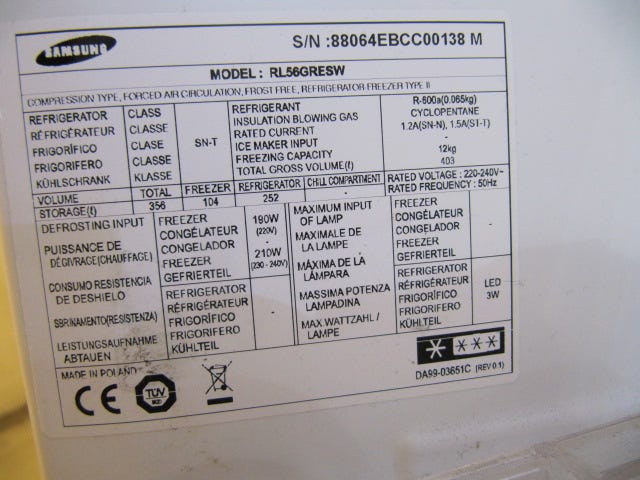 SAMSUNG
S/N :88064EBCC00138 M
MODEL : RL56GRESW
COMPRESSION TYPE, FORCED AIR CIRCULATION, FROST FREE, REFRIGERATOR FREEZER TYPE II
REFRIGERATOR CLASS
RÉFRIGÉRATEUR CLASSE
FRIGORÍFICO CLASE
FRIGORIFERO CLASSE
KÜHLSCHRANK KLASSE
SN-T
REFRIGERANT R-600a(0.065kg)
INSULATION BLOWING GAS CYCLOPENTANE
RATED CURRENT 1.2A(SN-N), 1.5A(ST-T)
ICE MAKER INPUT -
FREEZING CAPACITY 12kg
TOTAL GROSS VOLUME(ℓ) 403
VOLUME TOTAL FREEZER REFRIGERATOR CHILL COMPARTMENT
STORAGE(ℓ) 356 104 252 -
RATED VOLTAGE : 220-240V~
RATED FREQUENCY : 50Hz
DEFROSTING INPUT
PUISSANCE DE
DÉGIVRAGE(CHAUFFAGE)
CONSUMO RESISTENCIA
DE DESHIELO
SBRINAMENTO(RESISTENZA)
LEISTUNGSAUFNAHME
ABTAUEN
FREEZER
CONGÉLATEUR
CONGELADOR
FREEZER
GEFRIERTEIL
190W
(220V)
-
210W
(230 - 240V)
REFRIGERATOR
RÉFRIGÉRATEUR
FRIGORÍFICO
FRIGORIFERO
KÜHLTEIL
-
MAXIMUM INPUT
OF LAMP
MAXIMALE DE
LA LAMPE
MÁXIMA DE LA
LÁMPARA
MASSIMA POTENZA
LAMPADINA
MAX.WATTZAHL /
LAMPE
FREEZER
CONGÉLATEUR
CONGELADOR
FREEZER
GEFRIERTEIL
-
REFRIGERATOR
RÉFRIGÉRATEUR
FRIGORÍFICO
FRIGORIFERO
KÜHLTEIL
LED
3W
MADE IN POLAND
CE
TÜV
DA99-03651C (REV 0.1)